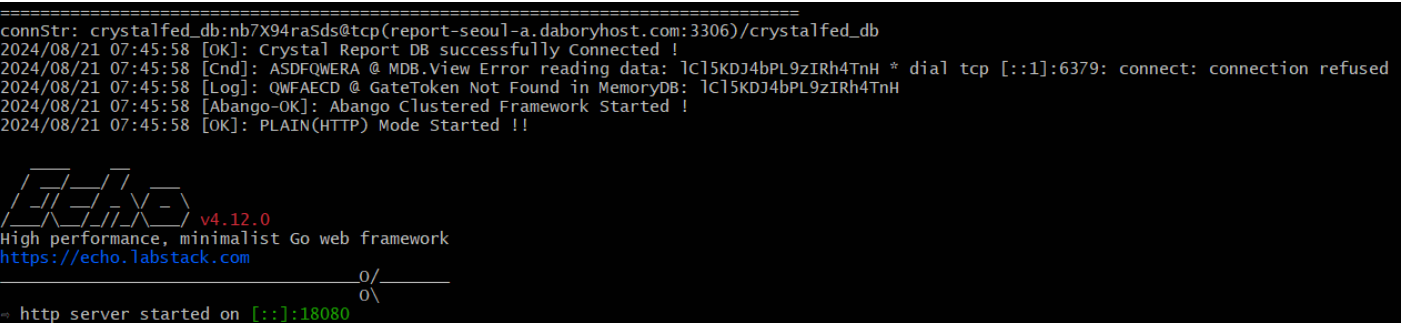 ================================================================================
connStr: crystalfed_db:nb7X94raSds@tcp(report-seoul-a.daboryhost.com:3306)/crystalfed_db
2024/08/21 07:45:58 [OK]: Crystal Report DB successfully Connected !
2024/08/21 07:45:58 [Cnd]: ASDFQWERA @ MDB.View Error reading data: lCl5KDJ4bPL9zIRh4TnH * dial tcp [::1]:6379: connect: connection refused
2024/08/21 07:45:58 [Log]: QWFAECD @ GateToken Not Found in MemoryDB: lCl5KDJ4bPL9zIRh4TnH
2024/08/21 07:45:58 [Abango-OK]: Abango Clustered Framework Started !
2024/08/21 07:45:58 [OK]: PLAIN(HTTP) Mode Started !!
Echo v4.12.0
High performance, minimalist Go web framework
https://echo.labstack.com
____________________________________O/_______
                                    O\
⇨ http server started on [::]:18080